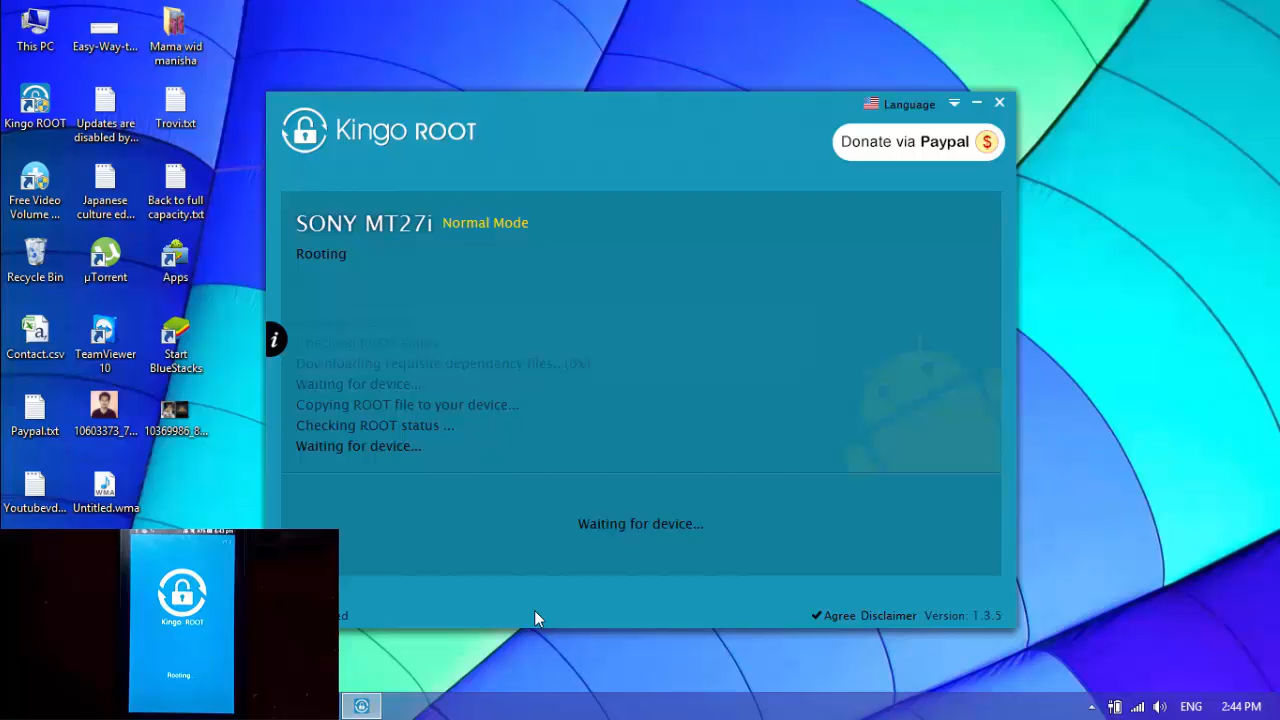 This PC
Easy-Way-t...
Mama wid
manisha
Kingo ROOT
Updates are
disabled by...
Trovi.txt
Free Video
Volume ...
Japanese
culture ed...
Back to full
capacity.txt
Recycle Bin
µTorrent
Apps
Contact.csv
TeamViewer
10
Start
BlueStacks
Paypal.txt
10603373_7...
10369986_8...
Youtubevd...
Untitled.wma
Language
Kingo ROOT
Donate via Paypal $
SONY MT27i Normal Mode
Rooting
Downloading requisite dependancy files..
Waiting for device...
Copying ROOT file to your device...
Checking ROOT status ...
Waiting for device...
Waiting for device...
Agree Disclaimer Version: 1.3.5
Kingo ROOT
Rooting..
ENG 2:44 PM